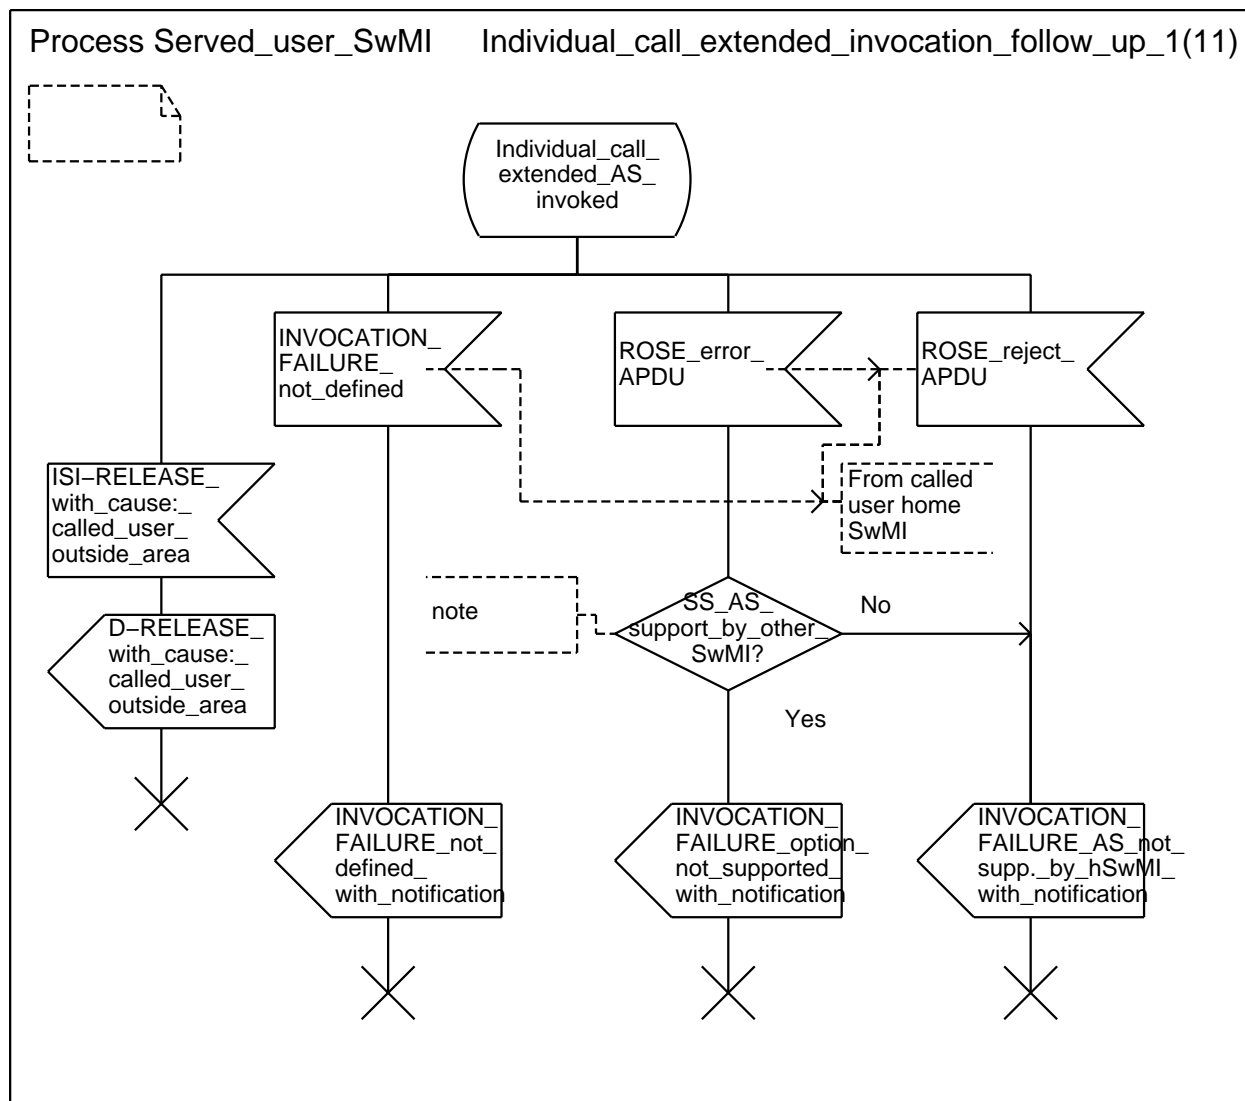 Process Served_user_SwMI Individual_call_extended_invocation_follow_up_1(11)
Individual_call_
extended_AS_
invoked
INVOCATION_
FAILURE_
not_defined
ROSE_error_
APDU
ROSE_reject_
APDU
ISI–RELEASE_
with_cause:_
called_user_
outside_area
From called
user home
SwMI
D–RELEASE_
with_cause:_
called_user_
outside_area
note
SS_AS_
support_by_other_
SwMI?
No
Yes
INVOCATION_
FAILURE_not_
defined_
with_notification
INVOCATION_
FAILURE_option_
not_supported_
with_notification
INVOCATION_
FAILURE_AS_not_
supp._by_hSwMI_
with_notification